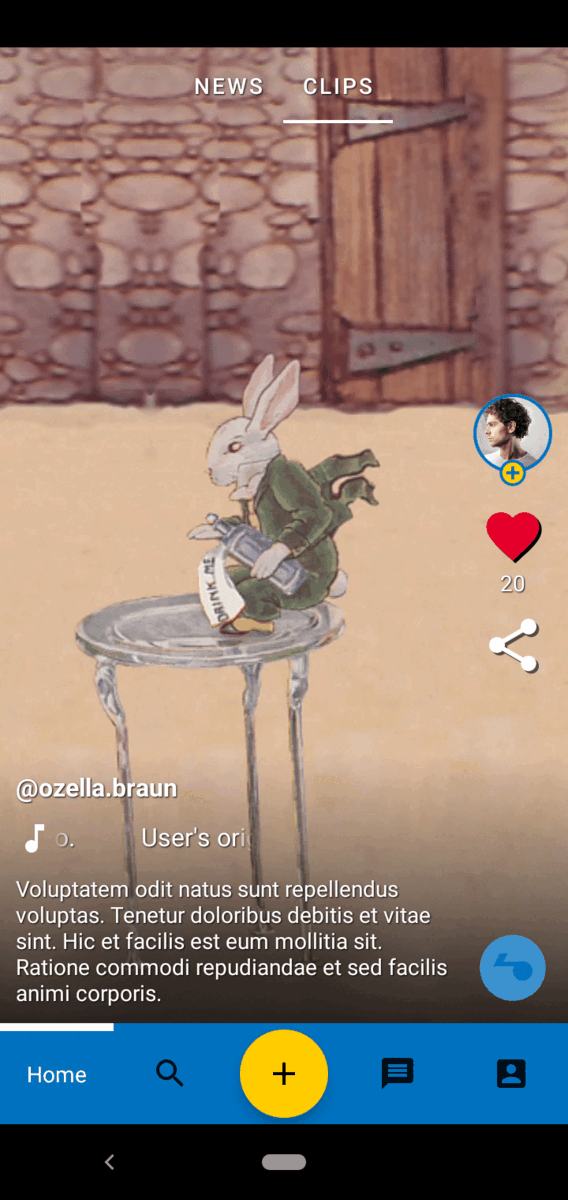 NEWS CLIPS
DRINK ME
20
@ozella.braun
o. User's ori
Voluptatem odit natus sunt repellendus
voluptas. Tenetur doloribus debitis et vitae
sint. Hic et facilis est eum mollitia sit.
Ratione commodi repudiandae et sed facilis
animi corporis.
Home